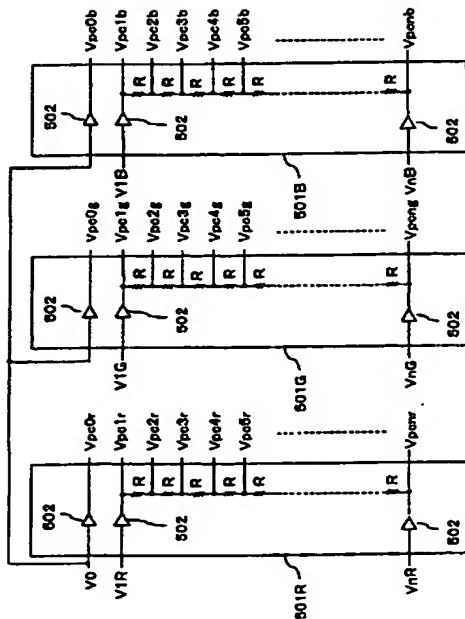 V0
V1R
VnR
502
502
502
R
R
R
R
R
R
Vpc0r
Vpc1r
Vpc2r
Vpc3r
Vpc4r
Vpc5r
Vpcnr
501R
V1G
VnG
502
502
502
R
R
R
R
R
R
Vpc0g
Vpc1g
Vpc2g
Vpc3g
Vpc4g
Vpc5g
Vpcng
501G
V1B
VnB
502
502
502
R
R
R
R
R
R
Vpc0b
Vpc1b
Vpc2b
Vpc3b
Vpc4b
Vpc5b
Vpcnb
501B